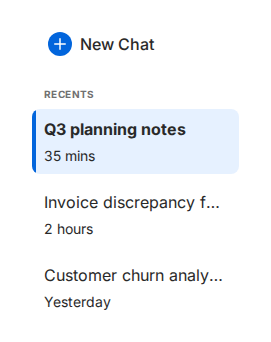 New Chat
RECENTS
Q3 planning notes
35 mins
Invoice discrepancy f...
2 hours
Customer churn analy...
Yesterday